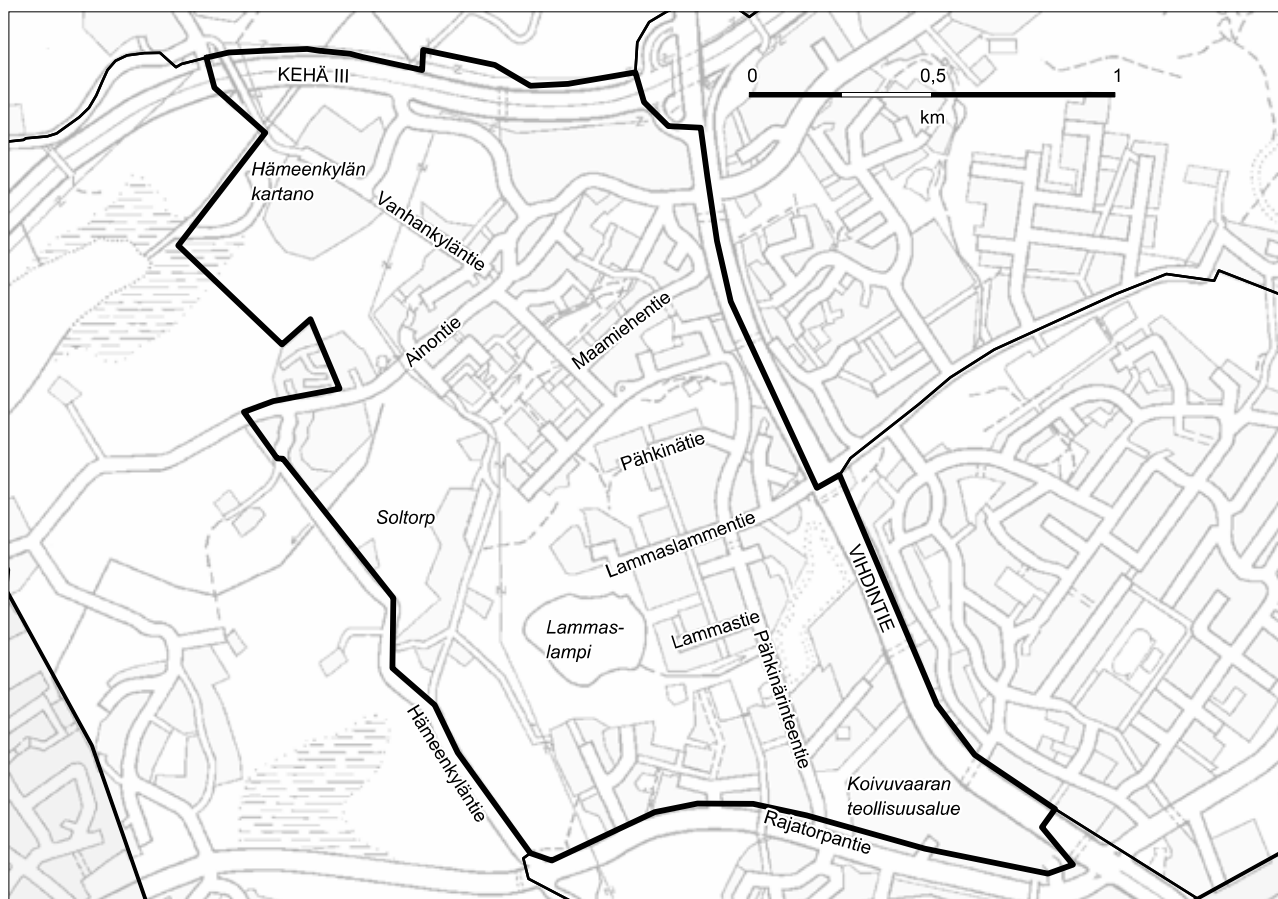 KEHÄ III
0 0,5 1
km
Hämeenkylän
kartano
Vanhankyläntie
Ainontie
Maamiehentie
Pähkinätie
Soltorp
Lammaslammentie
VIHDINTIE
Lammas-
lampi
Lammastie
Pähkinärinteentie
Hämeenkyläntie
Koivuvaaran
teollisuusalue
Rajatorpantie